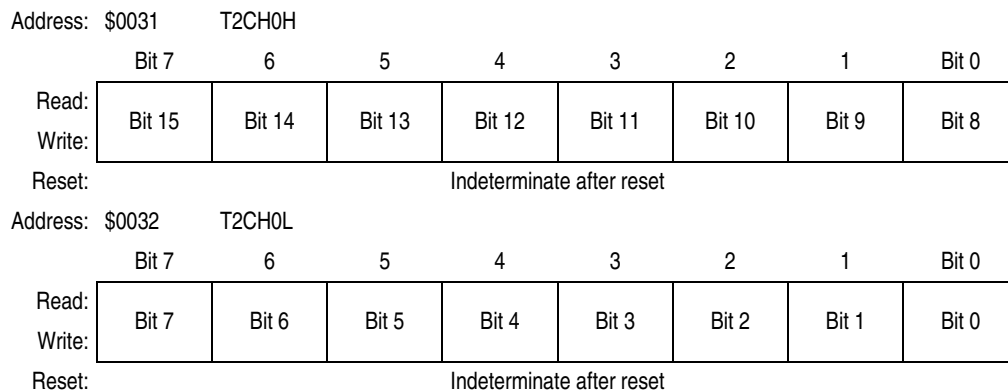 Address: $0031 T2CH0H
Bit 7 6 5 4 3 2 1 Bit 0
Read:
Bit 15 Bit 14 Bit 13 Bit 12 Bit 11 Bit 10 Bit 9 Bit 8
Write:
Reset: Indeterminate after reset
Address: $0032 T2CH0L
Bit 7 6 5 4 3 2 1 Bit 0
Read:
Bit 7 Bit 6 Bit 5 Bit 4 Bit 3 Bit 2 Bit 1 Bit 0
Write:
Reset: Indeterminate after reset